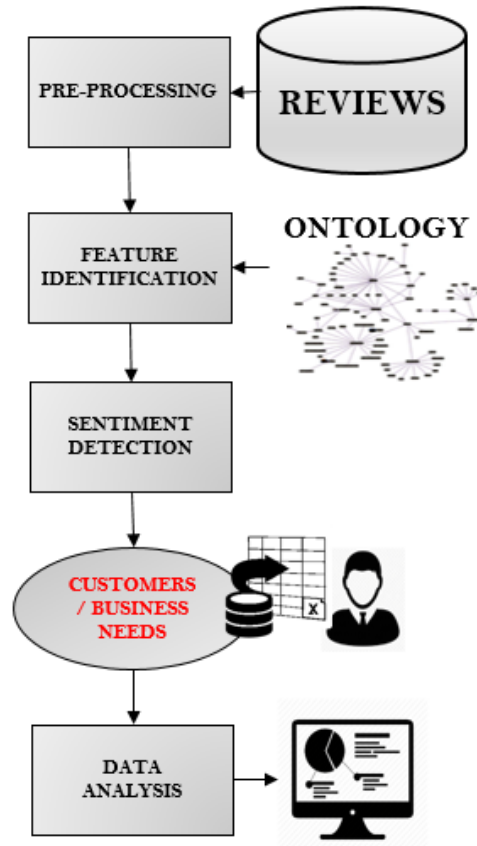 PRE-PROCESSING
REVIEWS
FEATURE
IDENTIFICATION
ONTOLOGY
SENTIMENT
DETECTION
CUSTOMERS
/ BUSINESS
NEEDS
X
DATA
ANALYSIS